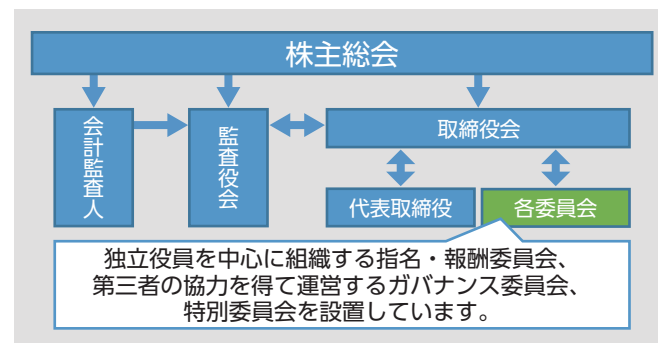 株主総会
会計監査人
監査役会
取締役会
代表取締役
各委員会
独立役員を中心に組織する指名・報酬委員会、
第三者の協力を得て運営するガバナンス委員会、
特別委員会を設置しています。